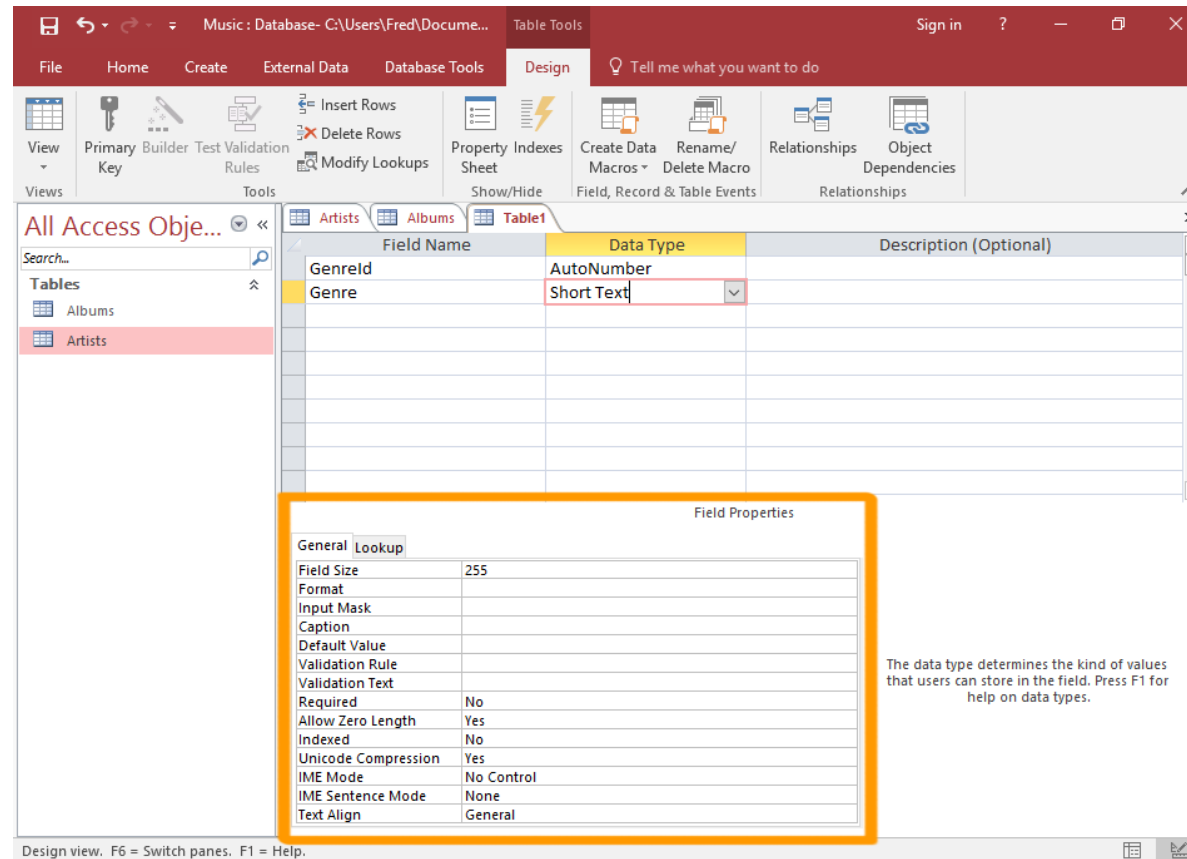 Music : Database- C:\Users\Fred\Docume... Table Tools Sign in ?
File Home Create External Data Database Tools Design Tell me what you want to do
View
Views
Primary Key
Builder
Test Validation Rules
Insert Rows
Delete Rows
Modify Lookups
Tools
Property Sheet
Indexes
Show/Hide
Create Data Macros
Rename/ Delete Macro
Field, Record & Table Events
Relationships
Object Dependencies
Relationships
All Access Obje... «
Search...
Tables
Albums
Artists
Artists Albums Table1
Field Name Data Type Description (Optional)
GenreId AutoNumber
Genre Short Text
Field Properties
General Lookup
Field Size 255
Format
Input Mask
Caption
Default Value
Validation Rule
Validation Text
Required No
Allow Zero Length Yes
Indexed No
Unicode Compression Yes
IME Mode No Control
IME Sentence Mode None
Text Align General
The data type determines the kind of values
that users can store in the field. Press F1 for
help on data types.
Design view. F6 = Switch panes. F1 = Help.